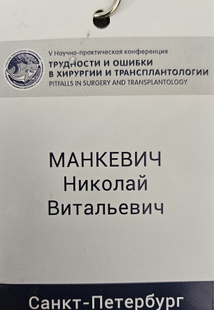 V Научно-практическая конференция
ТРУДНОСТИ И ОШИБКИ
В ХИРУРГИИ И ТРАНСПЛАНТОЛОГИИ
PITFALLS IN SURGERY AND TRANSPLANTOLOGY
МАНКЕВИЧ
Николай
Витальевич
Санкт-Петербург